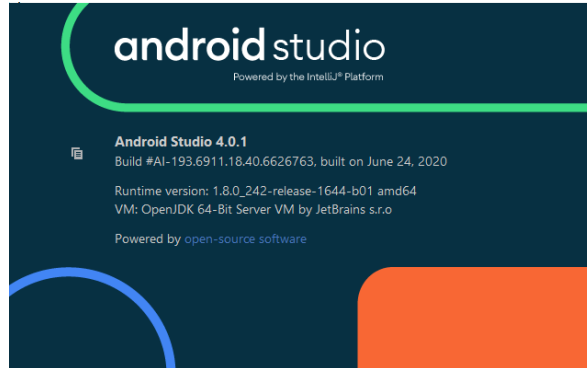 android studio
Powered by the IntelliJ® Platform
Android Studio 4.0.1
Build #AI-193.6911.18.40.6626763, built on June 24, 2020
Runtime version: 1.8.0_242-release-1644-b01 amd64
VM: OpenJDK 64-Bit Server VM by JetBrains s.r.o
Powered by open-source software